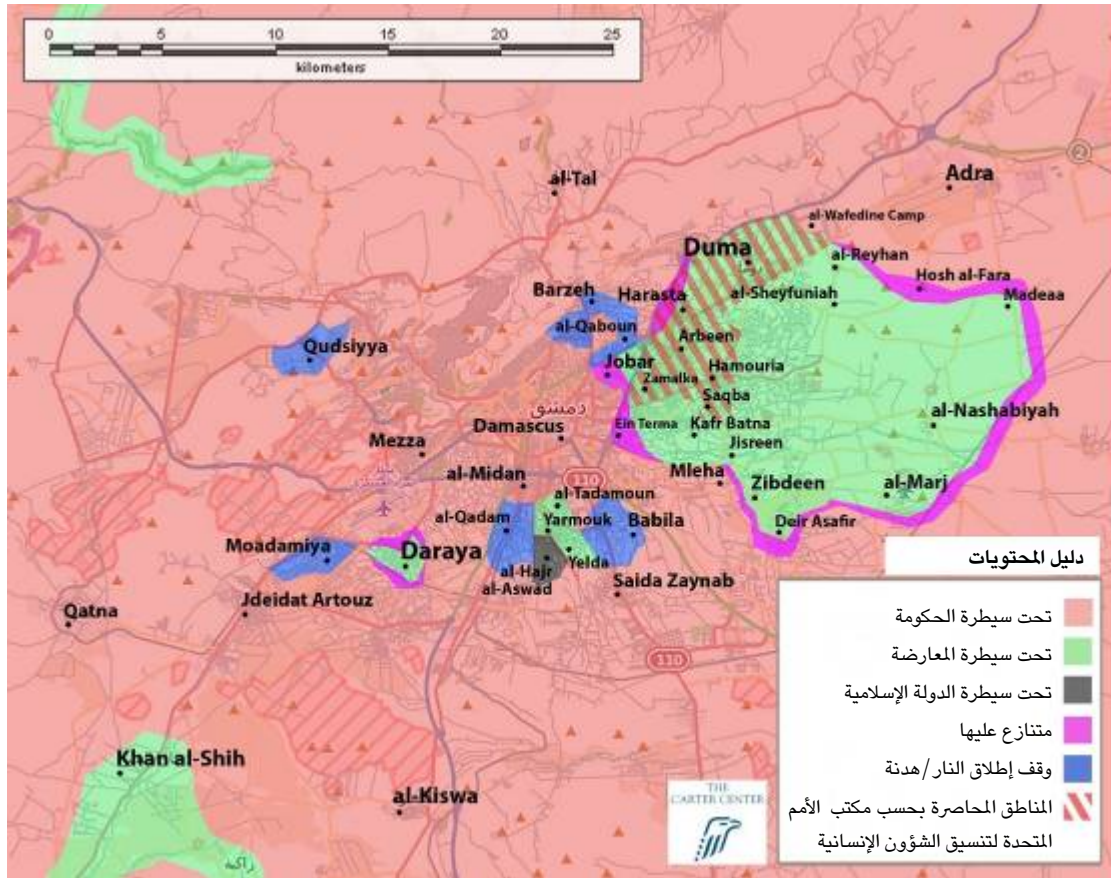 0 5 10 15 20 25
kilometers
al-Tal
Adra
2
al-Wafedine Camp
Duma
دوما
al-Reyhan
Hosh al-Fara
Barzeh
Harasta
al-Sheyfuniah
Madeaa
al-Qaboun
Arbeen
Qudsiyya
Jobar
Hamouria
Zamalka
Saqba
دمشق
al-Nashabiyah
Damascus
Ein Terma
Kafr Batna
Mezza
Jisreen
al-Midan
110
Mleha
Zibdeen
al-Marj
al-Tadamoun
al-Qadam
Yarmouk
Babila
Deir Asafir
Moadamiya
Daraya
Yelda
al-Hajr
al-Aswad
Saida Zaynab
Jdeidat Artouz
Qatna
110
Khan al-Shih
al-Kiswa
زاكية
THE
CARTER CENTER
دليل المحتويات
تحت سيطرة الحكومة
تحت سيطرة المعارضة
تحت سيطرة الدولة الإسلامية
متنازع عليها
وقف إطلاق النار/هدنة
المناطق المحاصرة بحسب مكتب الأمم
المتحدة لتنسيق الشؤون الإنسانية